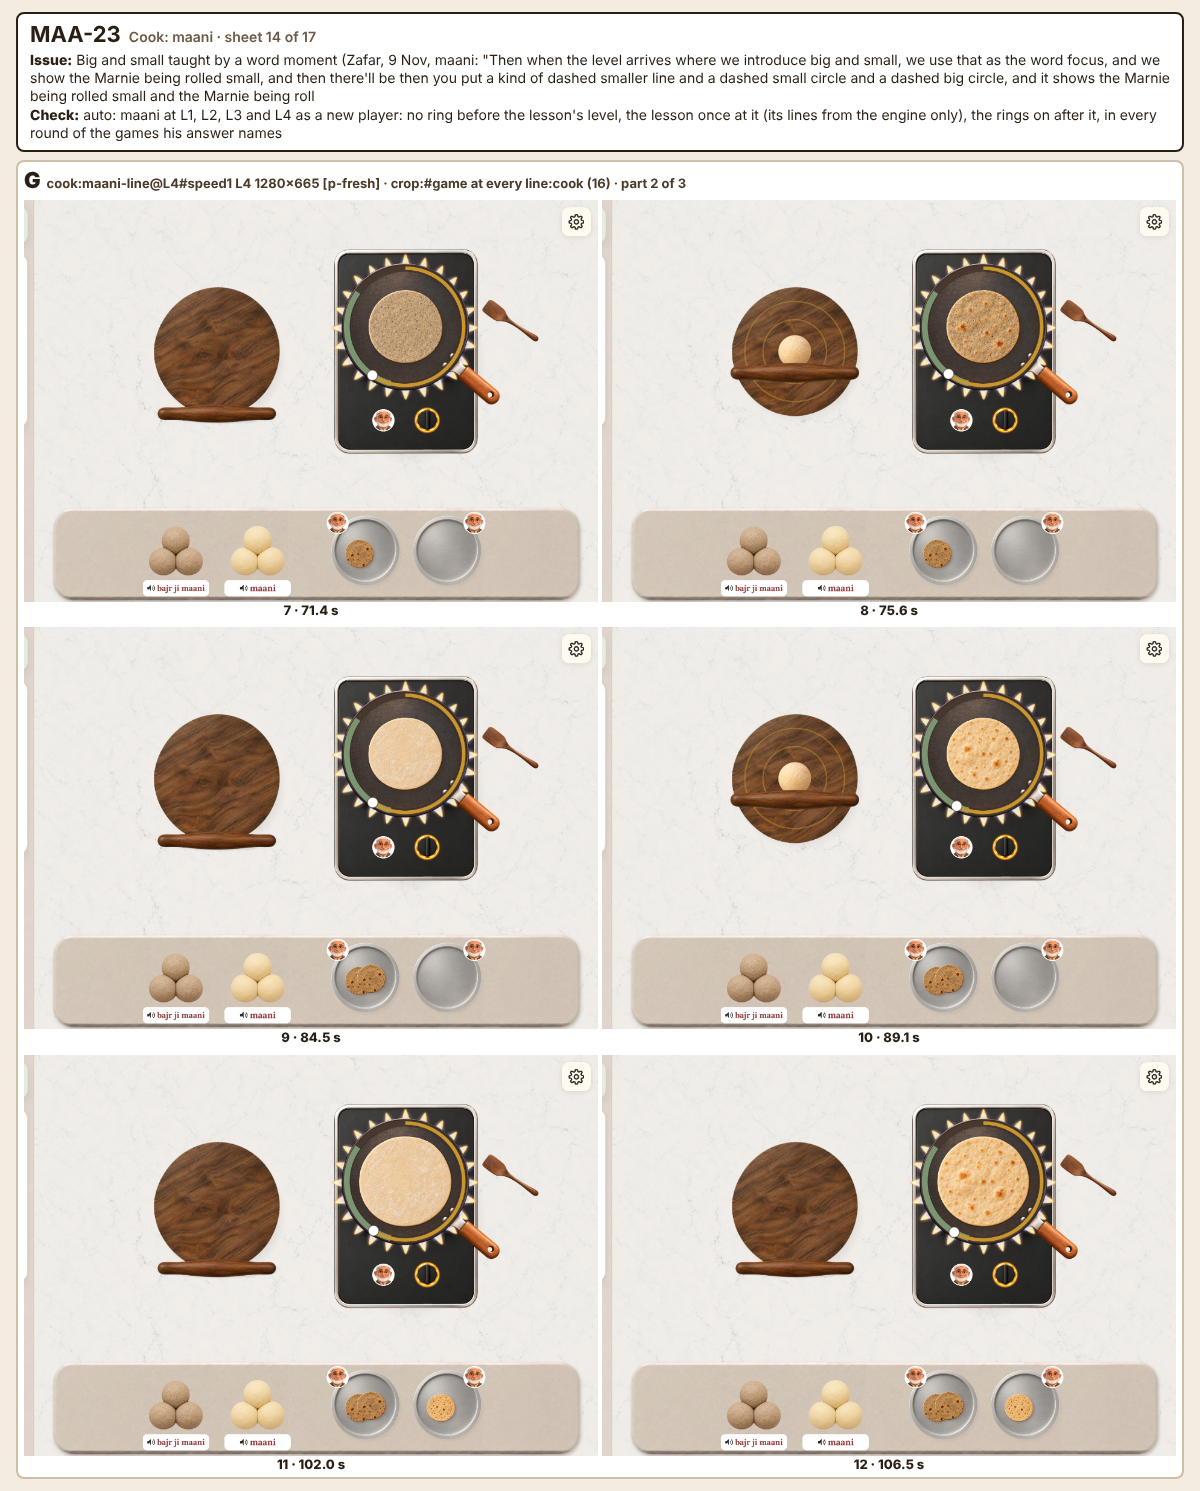 MAA-23 Cook: maani · sheet 14 of 17
Issue: Big and small taught by a word moment (Zafar, 9 Nov, maani: "Then when the level arrives where we introduce big and small, we use that as the word focus, and we
show the Marnie being rolled small, and then there'll be then you put a kind of dashed smaller line and a dashed small circle and a dashed big circle, and it shows the Marnie
being rolled small and the Marnie being roll
Check: auto: maani at L1, L2, L3 and L4 as a new player: no ring before the lesson's level, the lesson once at it (its lines from the engine only), the rings on after it, in every
round of the games his answer names
G cook:maani-line@L4#speed1 L4 1280×665 [p-fresh] · crop:#game at every line:cook (16) · part 2 of 3
bajr ji maani
maani
bajr ji maani
maani
7 · 71.4 s
8 · 75.6 s
bajr ji maani
maani
bajr ji maani
maani
9 · 84.5 s
10 · 89.1 s
bajr ji maani
maani
bajr ji maani
maani
11 · 102.0 s
12 · 106.5 s